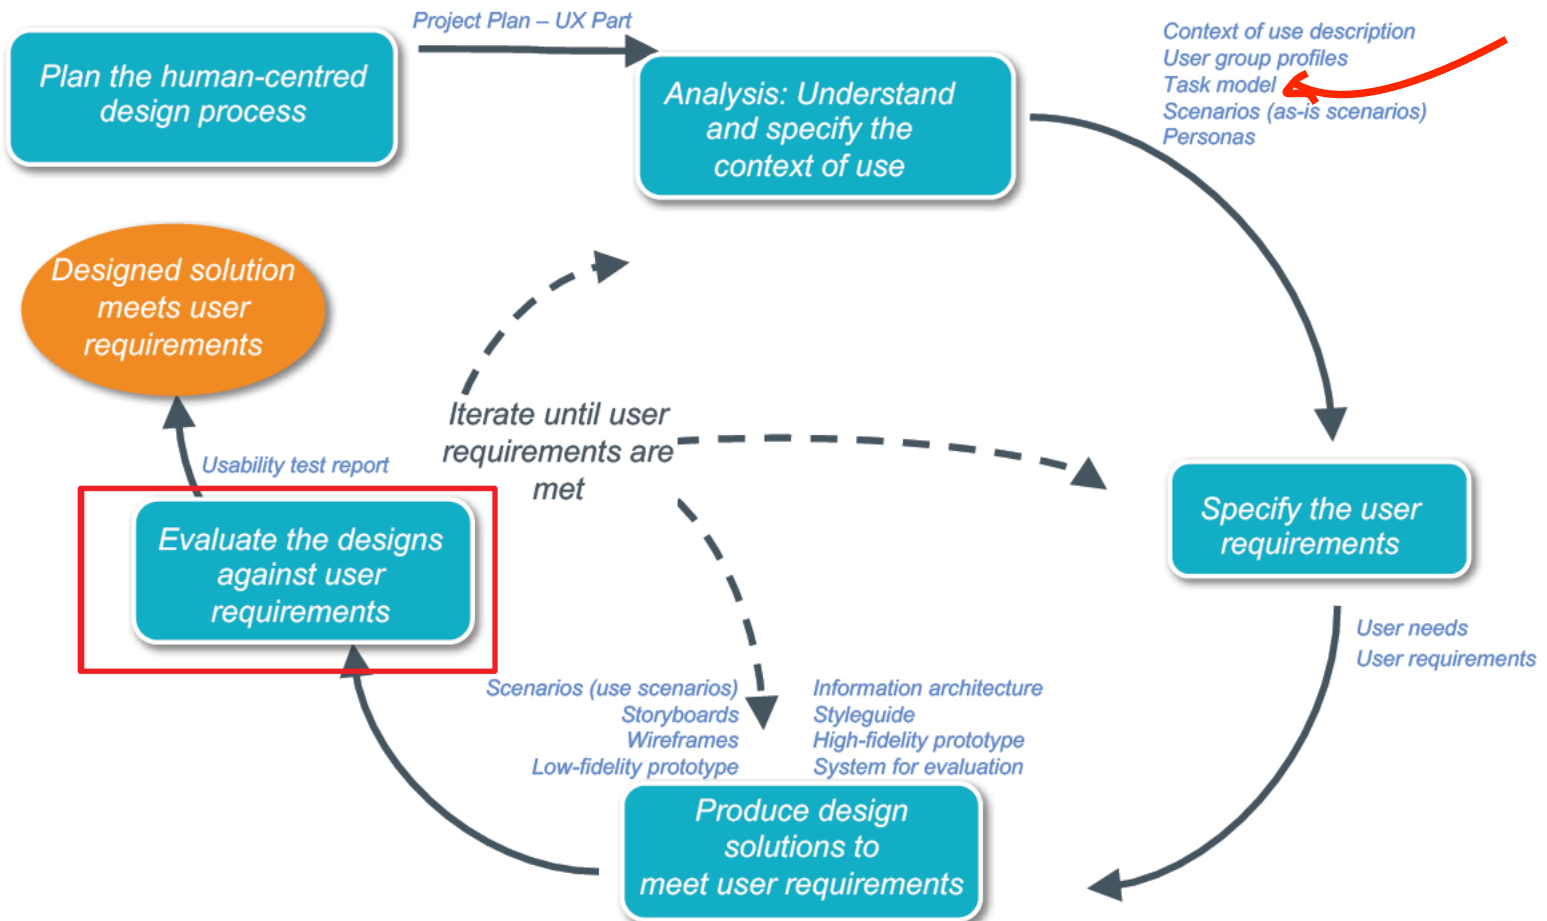 Project Plan – UX Part
Plan the human-centred
design process
Analysis: Understand
and specify the
context of use
Context of use description
User group profiles
Task model
Scenarios (as-is scenarios)
Personas
Designed solution
meets user
requirements
Iterate until user
requirements are
met
Usability test report
Evaluate the designs
against user
requirements
Specify the user
requirements
User needs
User requirements
Scenarios (use scenarios)
Storyboards
Wireframes
Low-fidelity prototype
Information architecture
Styleguide
High-fidelity prototype
System for evaluation
Produce design
solutions to
meet user requirements